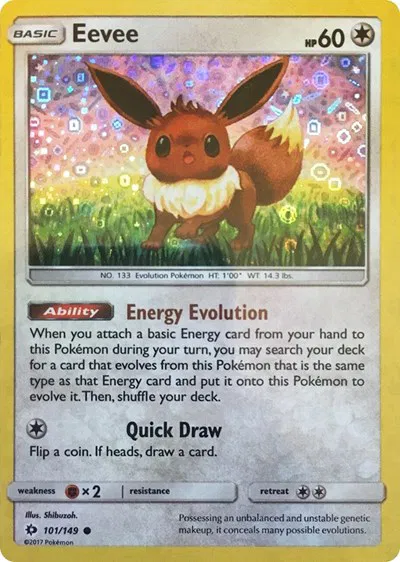 BASIC Eevee HP60
NO. 133 Evolution Pokémon HT: 1'00" WT: 14.3 lbs.
Ability Energy Evolution
When you attach a basic Energy card from your hand to
this Pokémon during your turn, you may search your deck
for a card that evolves from this Pokémon that is the same
type as that Energy card and put it onto this Pokémon to
evolve it. Then, shuffle your deck.
Quick Draw
Flip a coin. If heads, draw a card.
weakness ×2 resistance retreat
Illus. Shibuzoh.
101/149
©2017 Pokémon
Possessing an unbalanced and unstable genetic
makeup, it conceals many possible evolutions.